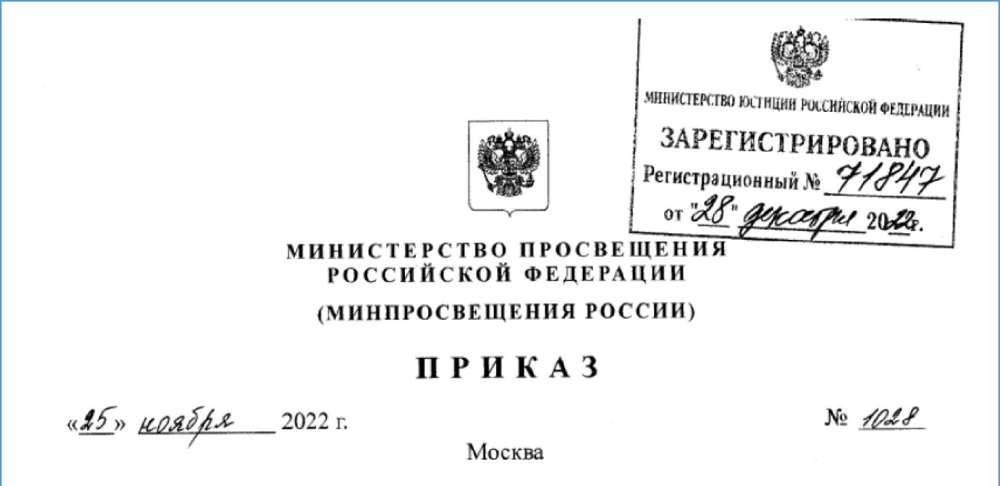 МИНИСТЕРСТВО ЮСТИЦИИ РОССИЙСКОЙ ФЕДЕРАЦИИ
ЗАРЕГИСТРИРОВАНО
Регистрационный № 71847
от "28" декабря 2022г.
МИНИСТЕРСТВО ПРОСВЕЩЕНИЯ
РОССИЙСКОЙ ФЕДЕРАЦИИ
(МИНПРОСВЕЩЕНИЯ РОССИИ)
ПРИКАЗ
«25» ноября 2022 г.
№ 1028
Москва